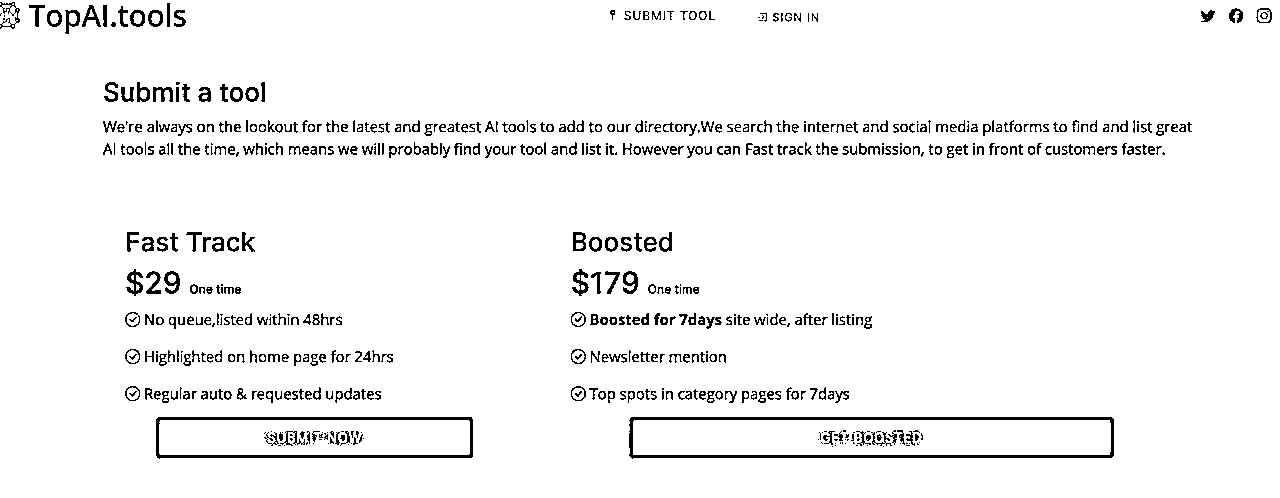 TopAI.tools
SUBMIT TOOL
SIGN IN
Submit a tool
We're always on the lookout for the latest and greatest AI tools to add to our directory.We search the internet and social media platforms to find and list great
AI tools all the time, which means we will probably find your tool and list it. However you can Fast track the submission, to get in front of customers faster.
Fast Track
$29 One time
No queue,listed within 48hrs
Highlighted on home page for 24hrs
Regular auto & requested updates
SUBMIT NOW
Boosted
$179 One time
Boosted for 7days site wide, after listing
Newsletter mention
Top spots in category pages for 7days
GET BOOSTED